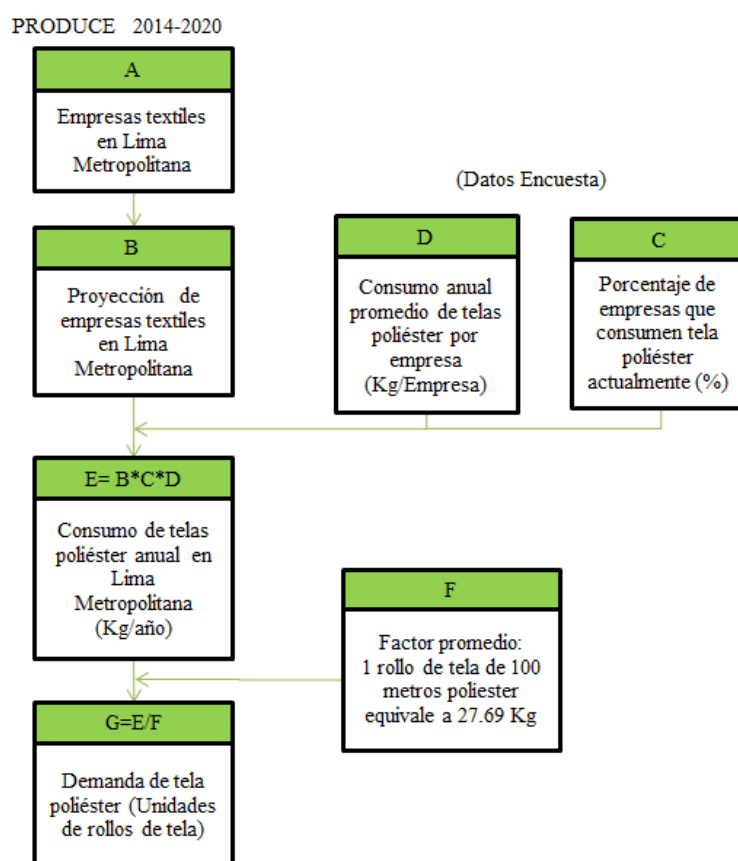 PRODUCE 2014-2020
A
Empresas textiles
en Lima
Metropolitana
(Datos Encuesta)
B
Proyección de
empresas textiles
en Lima
Metropolitana
D
Consumo anual
promedio de telas
poliéster por
empresa
(Kg/Empresa)
C
Porcentaje de
empresas que
consumen tela
poliéster
actualmente (%)
E= B*C*D
Consumo de telas
poliéster anual en
Lima
Metropolitana
(Kg/año)
F
Factor promedio:
1 rollo de tela de 100
metros poliester
equivale a 27.69 Kg
G=E/F
Demanda de tela
poliéster (Unidades
de rollos de tela)